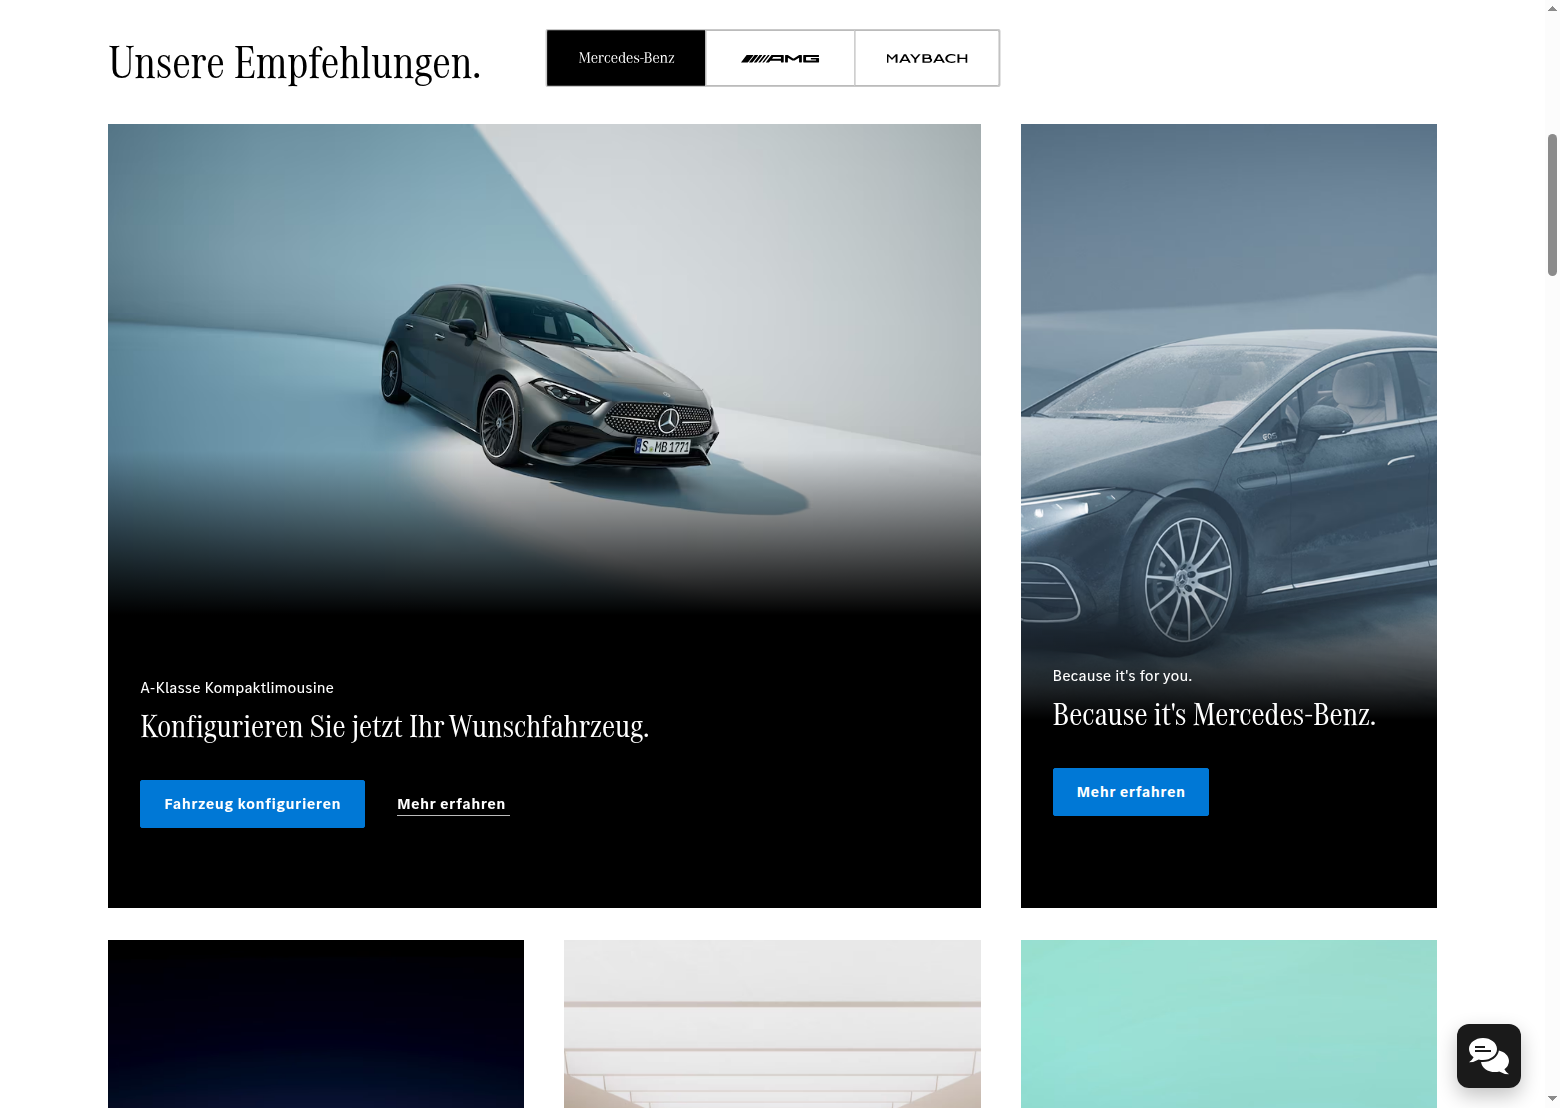 Unsere Empfehlungen.
Mercedes-Benz
AMG
MAYBACH
S MB 1771
EQS
A-Klasse Kompaktlimousine
Konfigurieren Sie jetzt Ihr Wunschfahrzeug.
Fahrzeug konfigurieren
Mehr erfahren
Because it's for you.
Because it's Mercedes-Benz.
Mehr erfahren